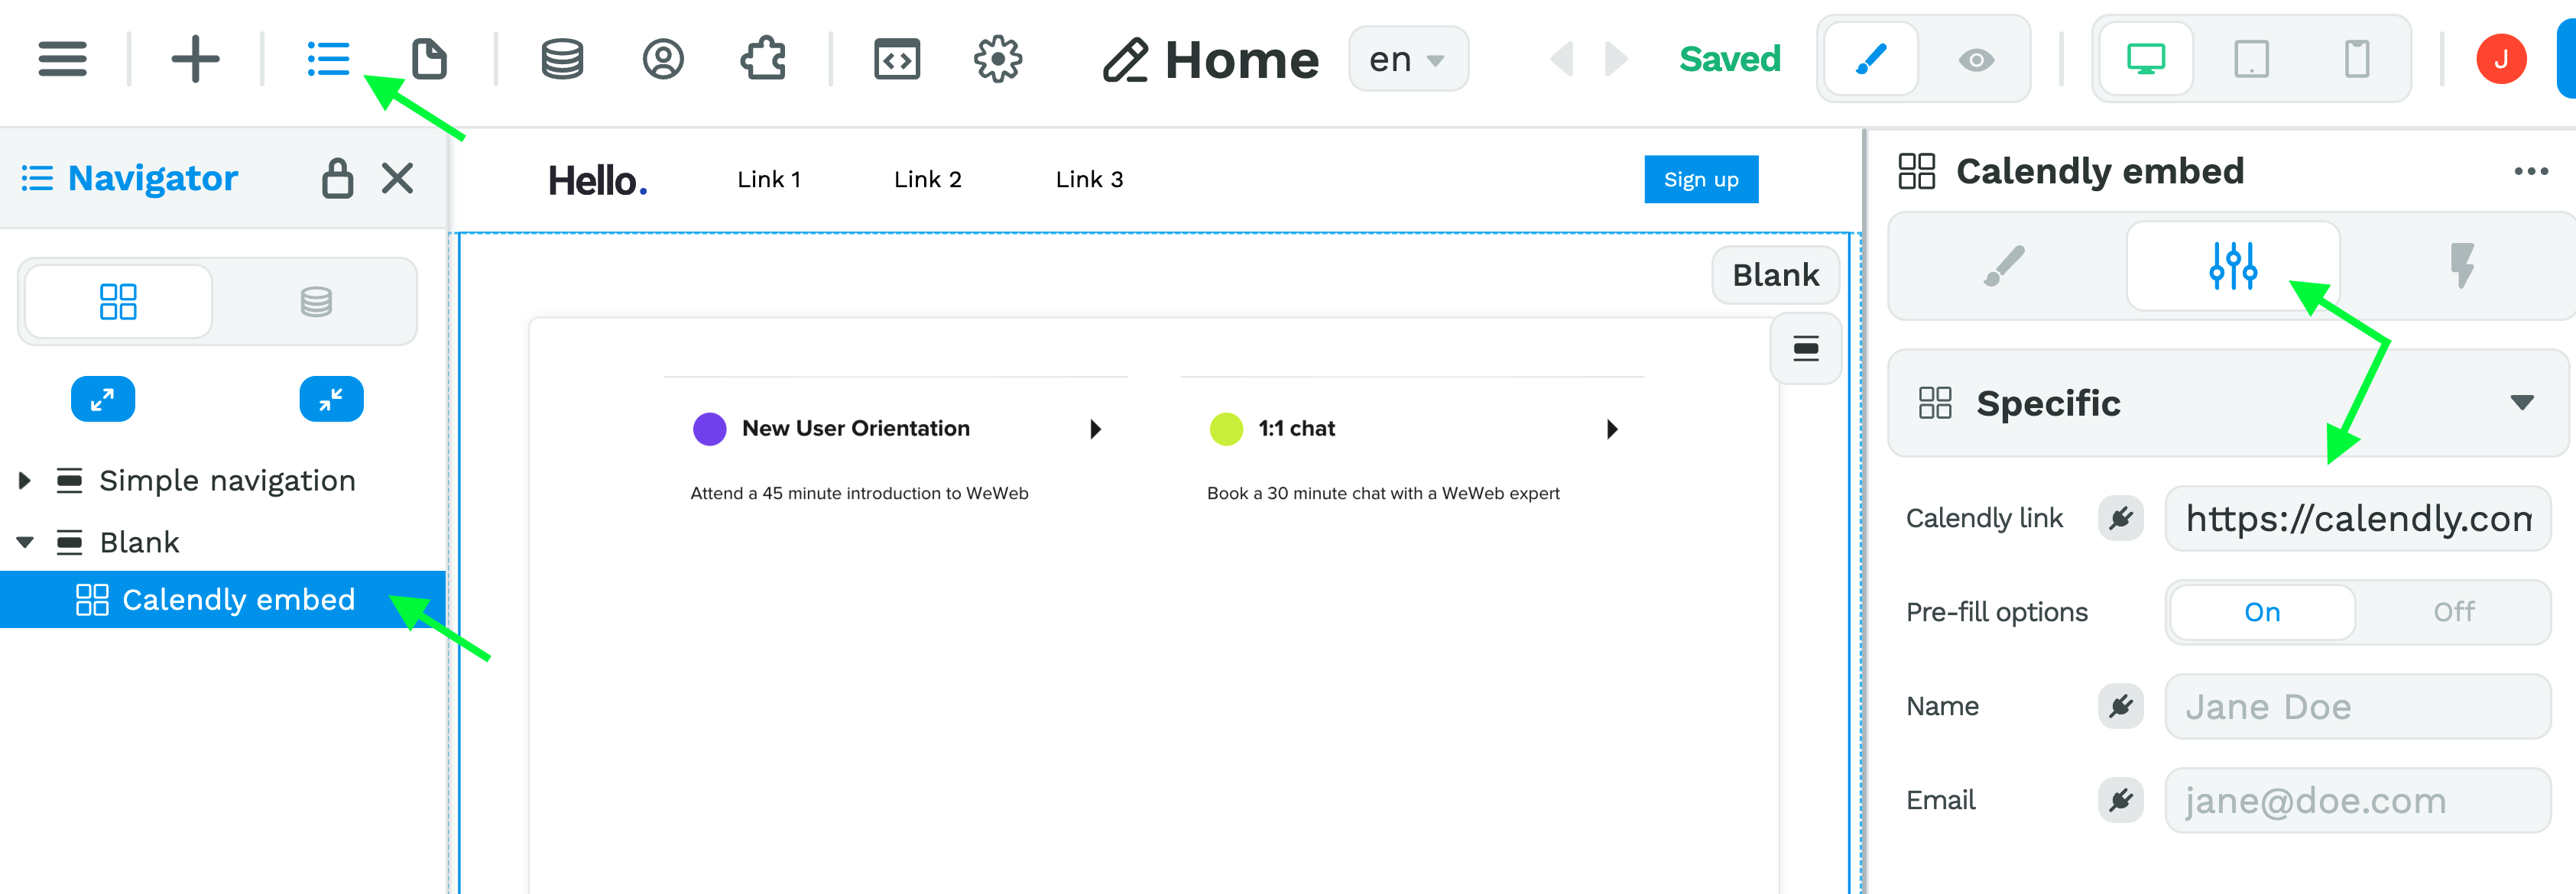 Home
en
Saved
J
Navigator
Simple navigation
Blank
Calendly embed
Hello.
Link 1
Link 2
Link 3
Sign up
Blank
New User Orientation
Attend a 45 minute introduction to WeWeb
1:1 chat
Book a 30 minute chat with a WeWeb expert
Calendly embed
Specific
Calendly link
https://calendly.com
Pre-fill options
On
Off
Name
Jane Doe
Email
jane@doe.com